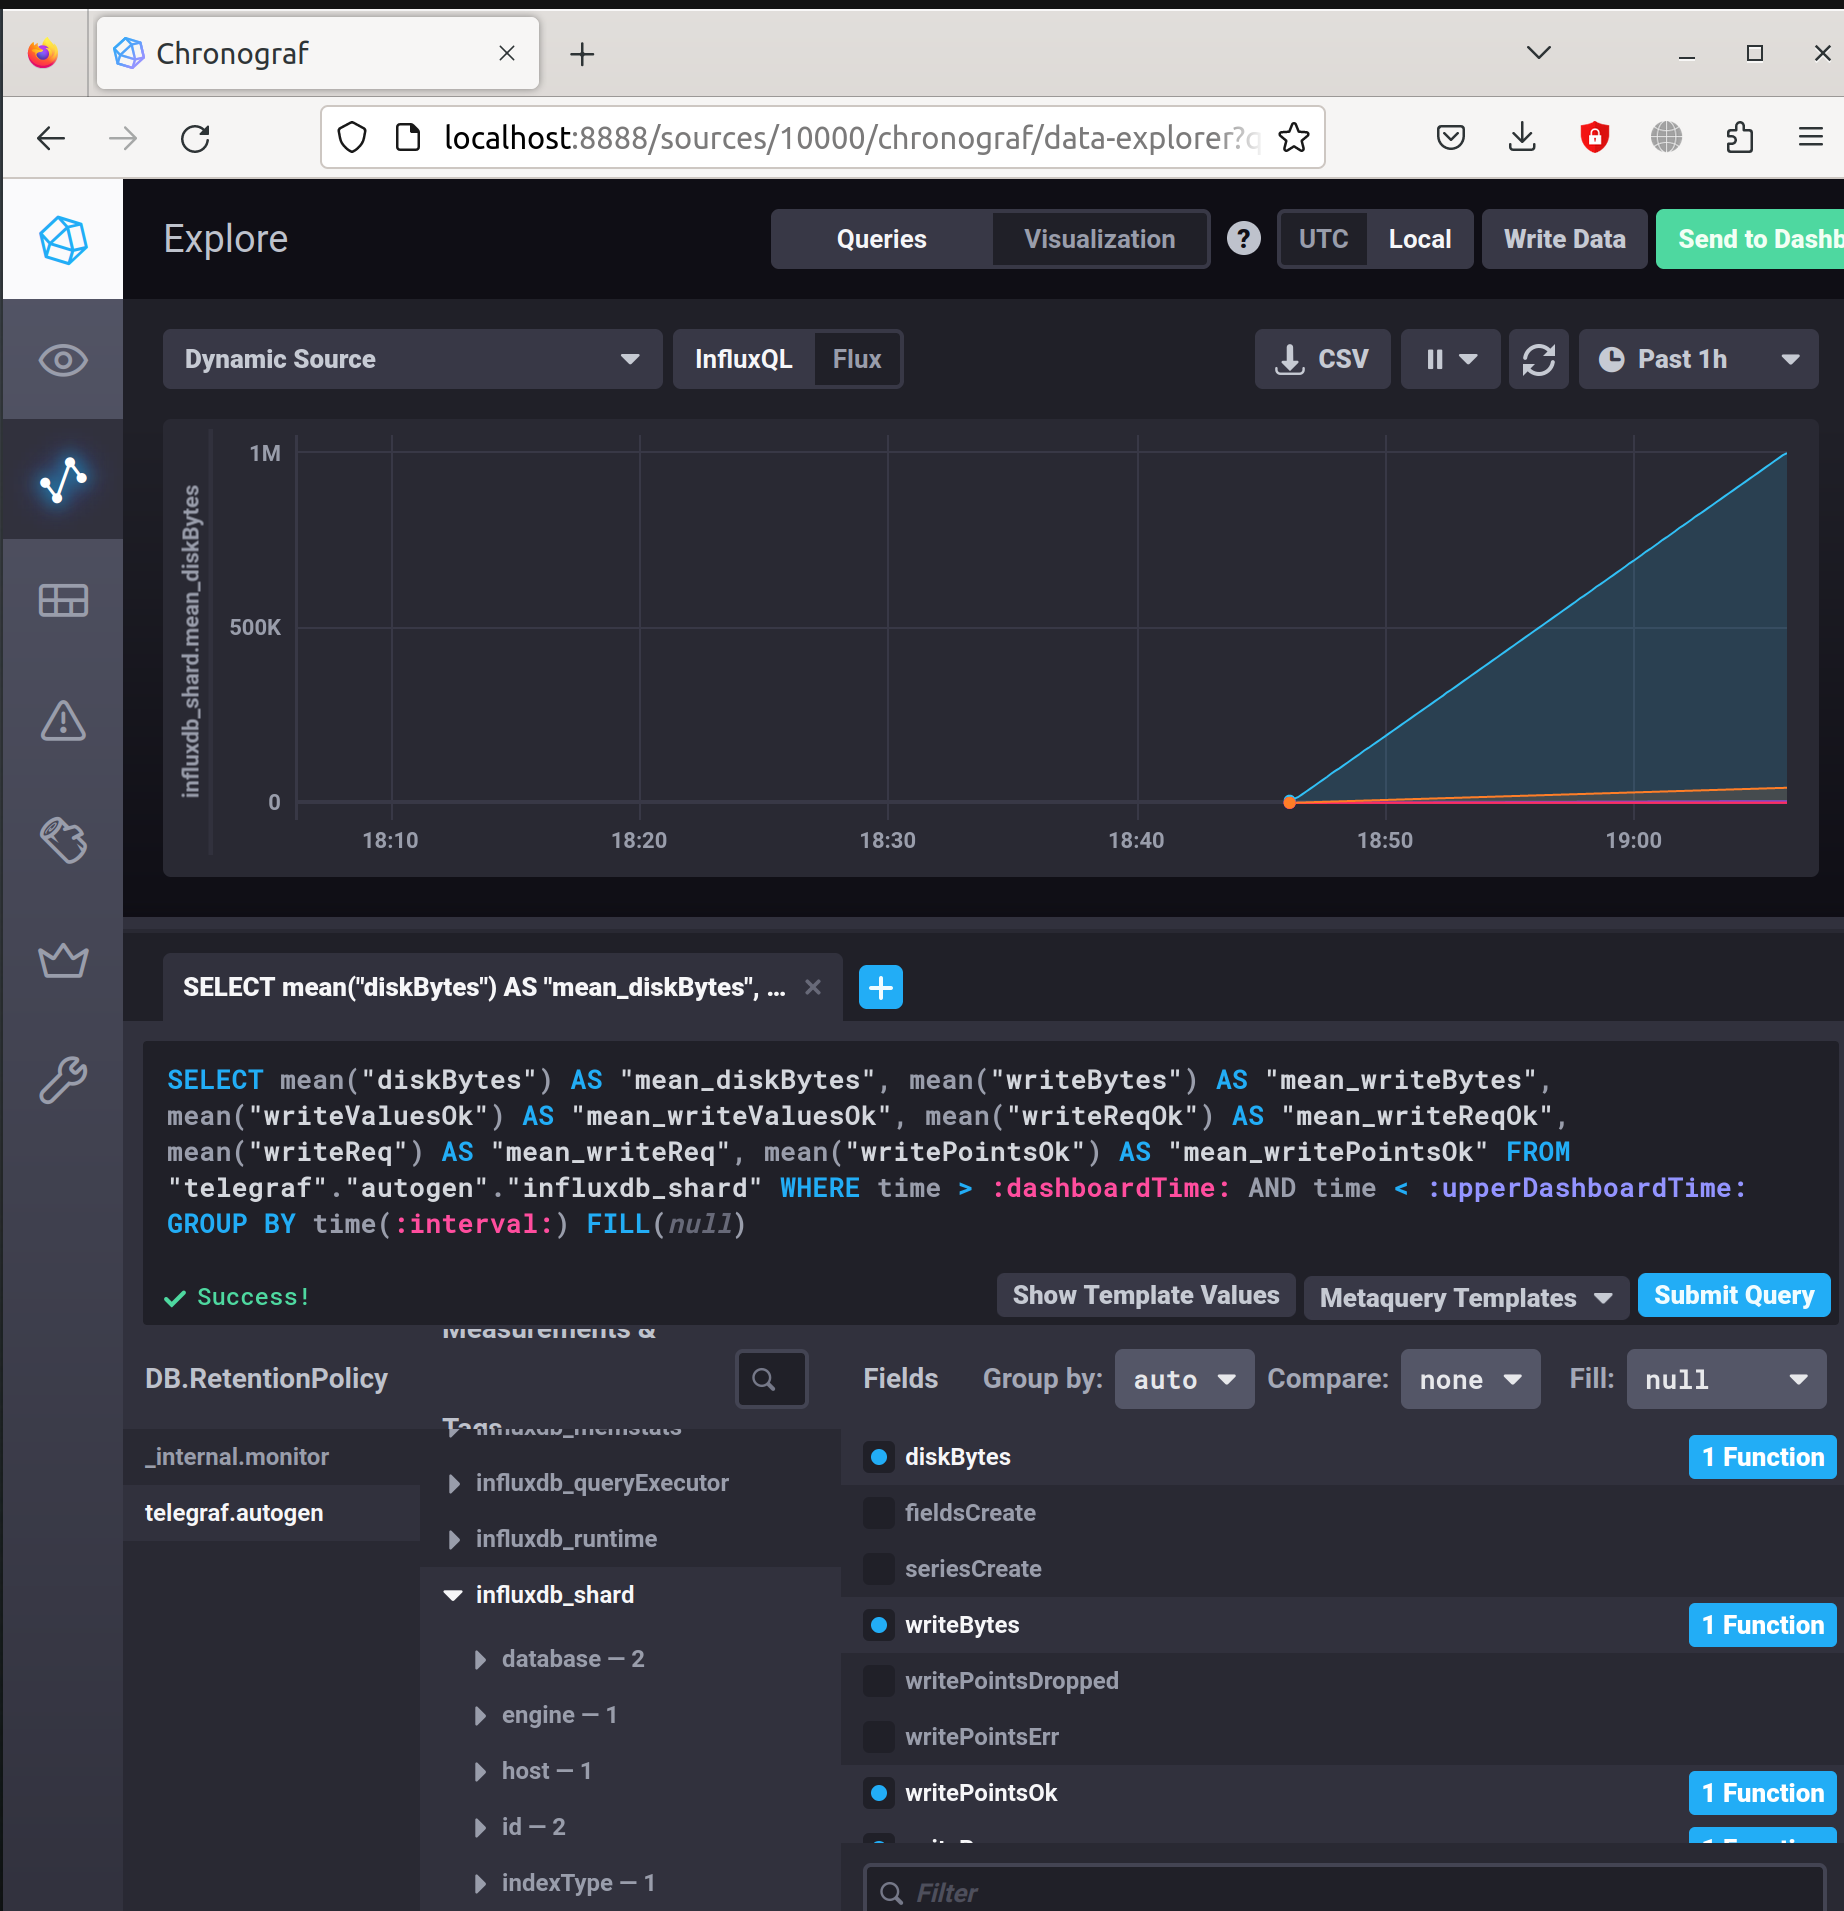 Chronograf
localhost:8888/sources/10000/chronograf/data-explorer?q
Explore
Queries
Visualization
?
UTC
Local
Write Data
Send to Dashb
Dynamic Source
InfluxQL
Flux
CSV
Past 1h
influxdb_shard.mean_diskBytes
1M
500K
0
18:10
18:20
18:30
18:40
18:50
19:00
SELECT mean("diskBytes") AS "mean_diskBytes", ...
SELECT mean("diskBytes") AS "mean_diskBytes", mean("writeBytes") AS "mean_writeBytes",
mean("writeValuesOk") AS "mean_writeValuesOk", mean("writeReqOk") AS "mean_writeReqOk",
mean("writeReq") AS "mean_writeReq", mean("writePointsOk") AS "mean_writePointsOk" FROM
"telegraf"."autogen"."influxdb_shard" WHERE time > :dashboardTime: AND time < :upperDashboardTime:
GROUP BY time(:interval:) FILL(null)
Success!
Show Template Values
Metaquery Templates
Submit Query
DB.RetentionPolicy
_internal.monitor
telegraf.autogen
Measurements &
Tags
influxdb_memstats
influxdb_queryExecutor
influxdb_runtime
influxdb_shard
database — 2
engine — 1
host — 1
id — 2
indexType — 1
Fields
Group by:
auto
Compare:
none
Fill:
null
diskBytes
1 Function
fieldsCreate
seriesCreate
writeBytes
1 Function
writePointsDropped
writePointsErr
writePointsOk
1 Function
1 Function
Filter